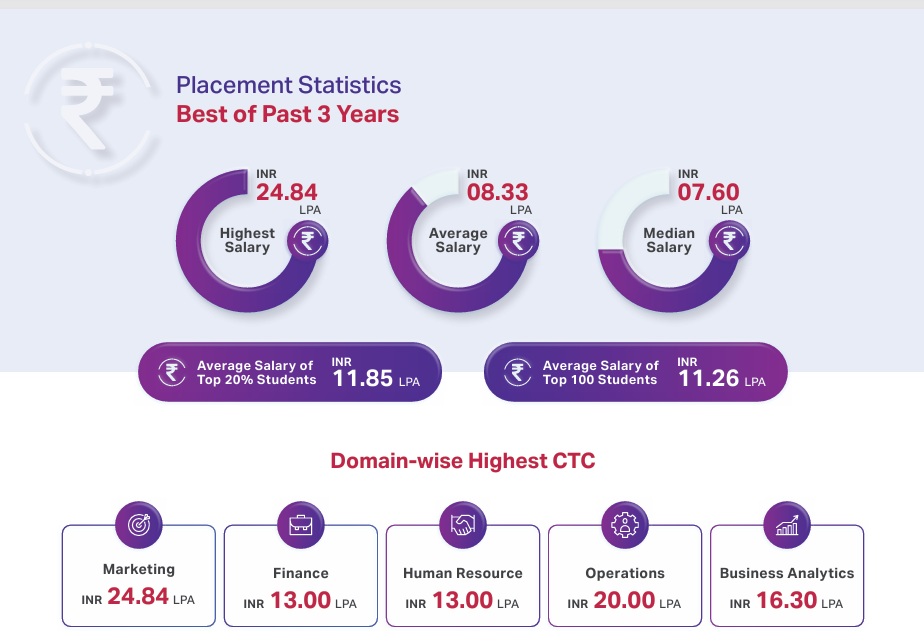 Placement Statistics
Best of Past 3 Years
INR
24.84
LPA
Highest
Salary
INR
08.33
LPA
Average
Salary
INR
07.60
LPA
Median
Salary
Average Salary of
Top 20% Students
INR
11.85 LPA
Average Salary of
Top 100 Students
INR
11.26 LPA
Domain-wise Highest CTC
Marketing
INR 24.84 LPA
Finance
INR 13.00 LPA
Human Resource
INR 13.00 LPA
Operations
INR 20.00 LPA
Business Analytics
INR 16.30 LPA